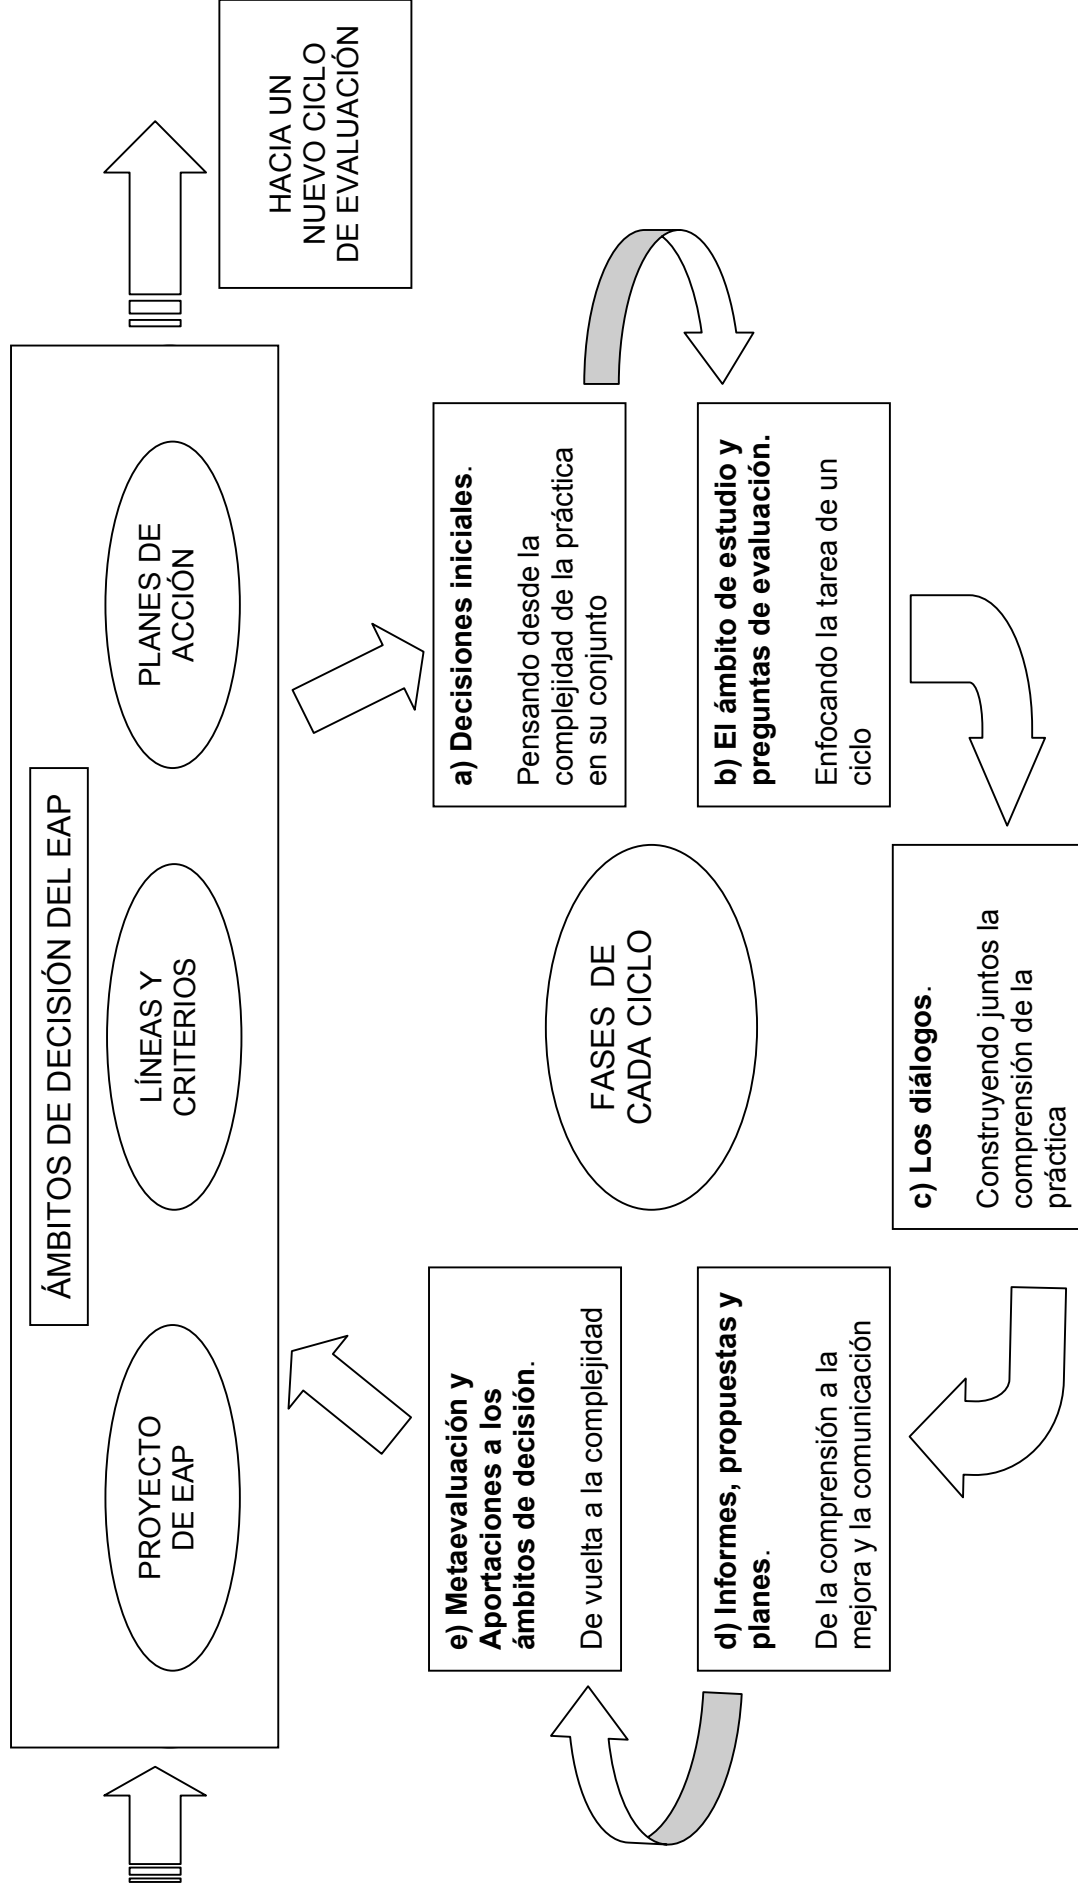 ÁMBITOS DE DECISIÓN DEL EAP
PROYECTO
DE EAP
LÍNEAS Y
CRITERIOS
PLANES DE
ACCIÓN
HACIA UN
NUEVO CICLO
DE EVALUACIÓN
a) Decisiones iniciales.
Pensando desde la
complejidad de la práctica
en su conjunto
b) El ámbito de estudio y
preguntas de evaluación.
Enfocando la tarea de un
ciclo
c) Los diálogos.
Construyendo juntos la
comprensión de la
práctica
d) Informes, propuestas y
planes.
De la comprensión a la
mejora y la comunicación
e) Metaevaluación y
Aportaciones a los
ámbitos de decisión.
De vuelta a la complejidad
FASES DE
CADA CICLO